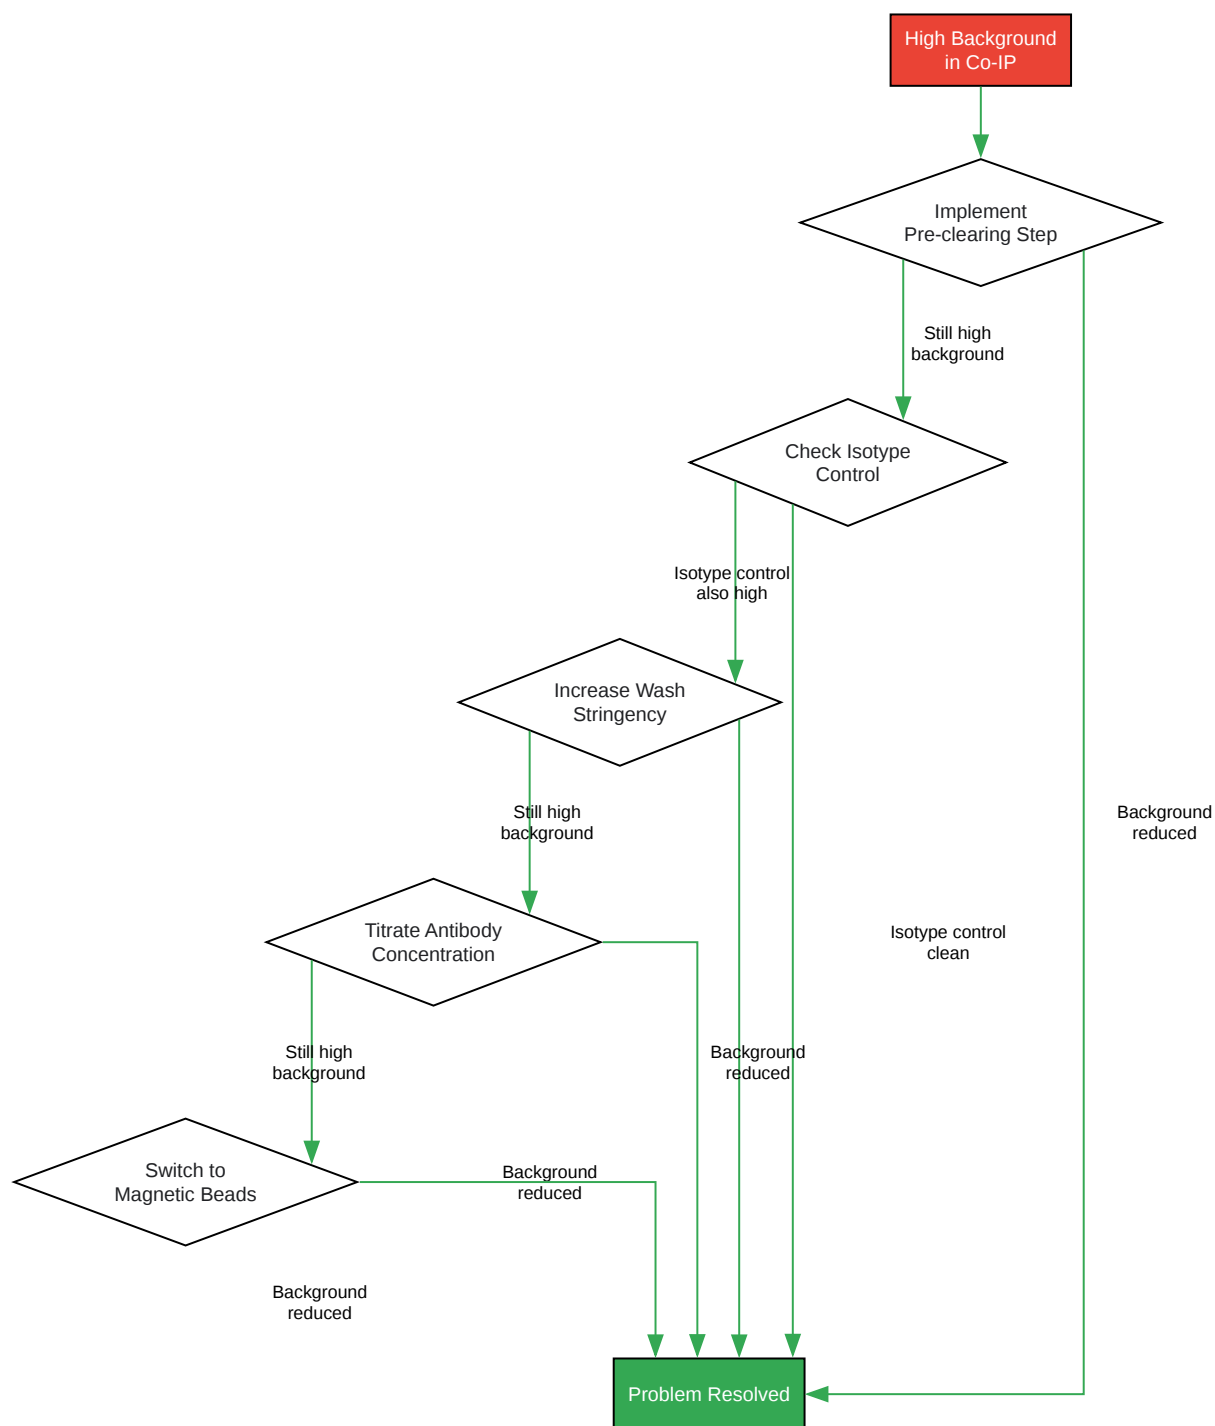 High Background
in Co-IP
Implement
Pre-clearing Step
Still high
background
Check Isotype
Control
Isotype control
also high
Increase Wash
Stringency
Still high
background
Background
reduced
Titrate Antibody
Concentration
Isotype control
clean
Still high
background
Background
reduced
Switch to
Magnetic Beads
Background
reduced
Background
reduced
Problem Resolved